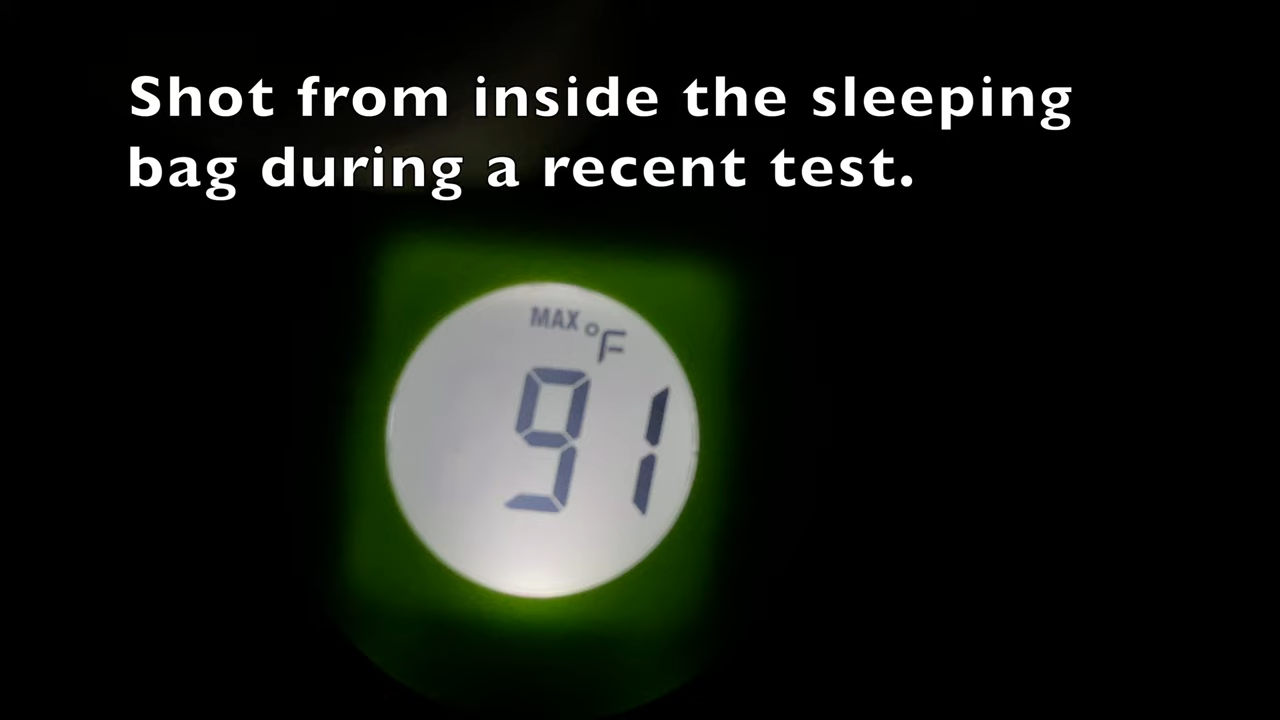 Shot from inside the sleeping
bag during a recent test.
MAX °F
91